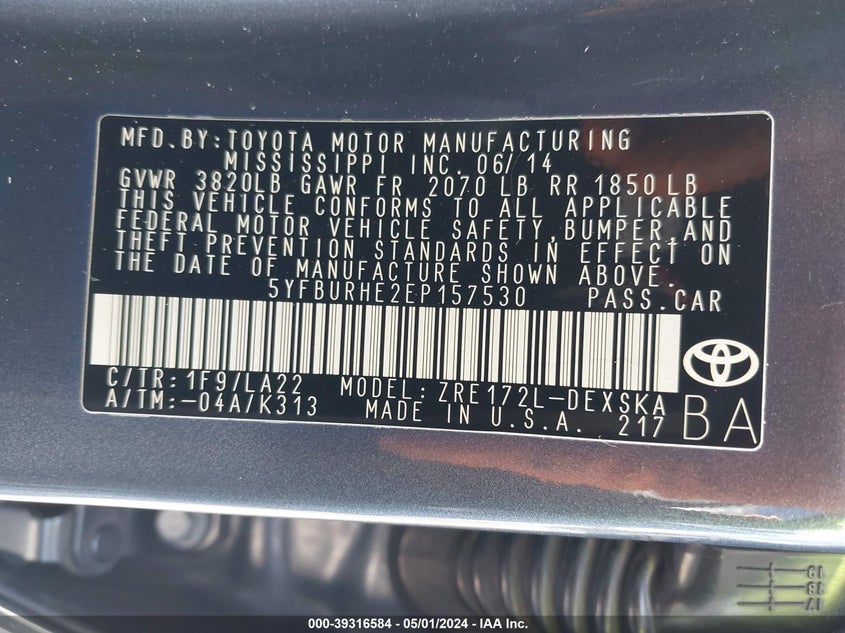 MFD.BY:TOYOTA MOTOR MANUFACTURING
MISSISSIPPI INC. 06/14
GVWR 3820LB GAWR FR 2070 LB RR 1850 LB
THIS VEHICLE CONFORMS TO ALL APPLICABLE
FEDERAL MOTOR VEHICLE SAFETY,BUMPER,AND
THEFT PREVENTION STANDARDS IN EFFECT ON
THE DATE OF MANUFACTURE SHOWN ABOVE.
5YFBURHE2EP157530 PASS.CAR
C/TR:1F9/LA22 MODEL:ZRE172L-DEXSKA
A/TM:-04A/K313 MADE IN U.S.A. 217
BA
19
18
17
000-39316584 / 05/01/2024 / IAA Inc.